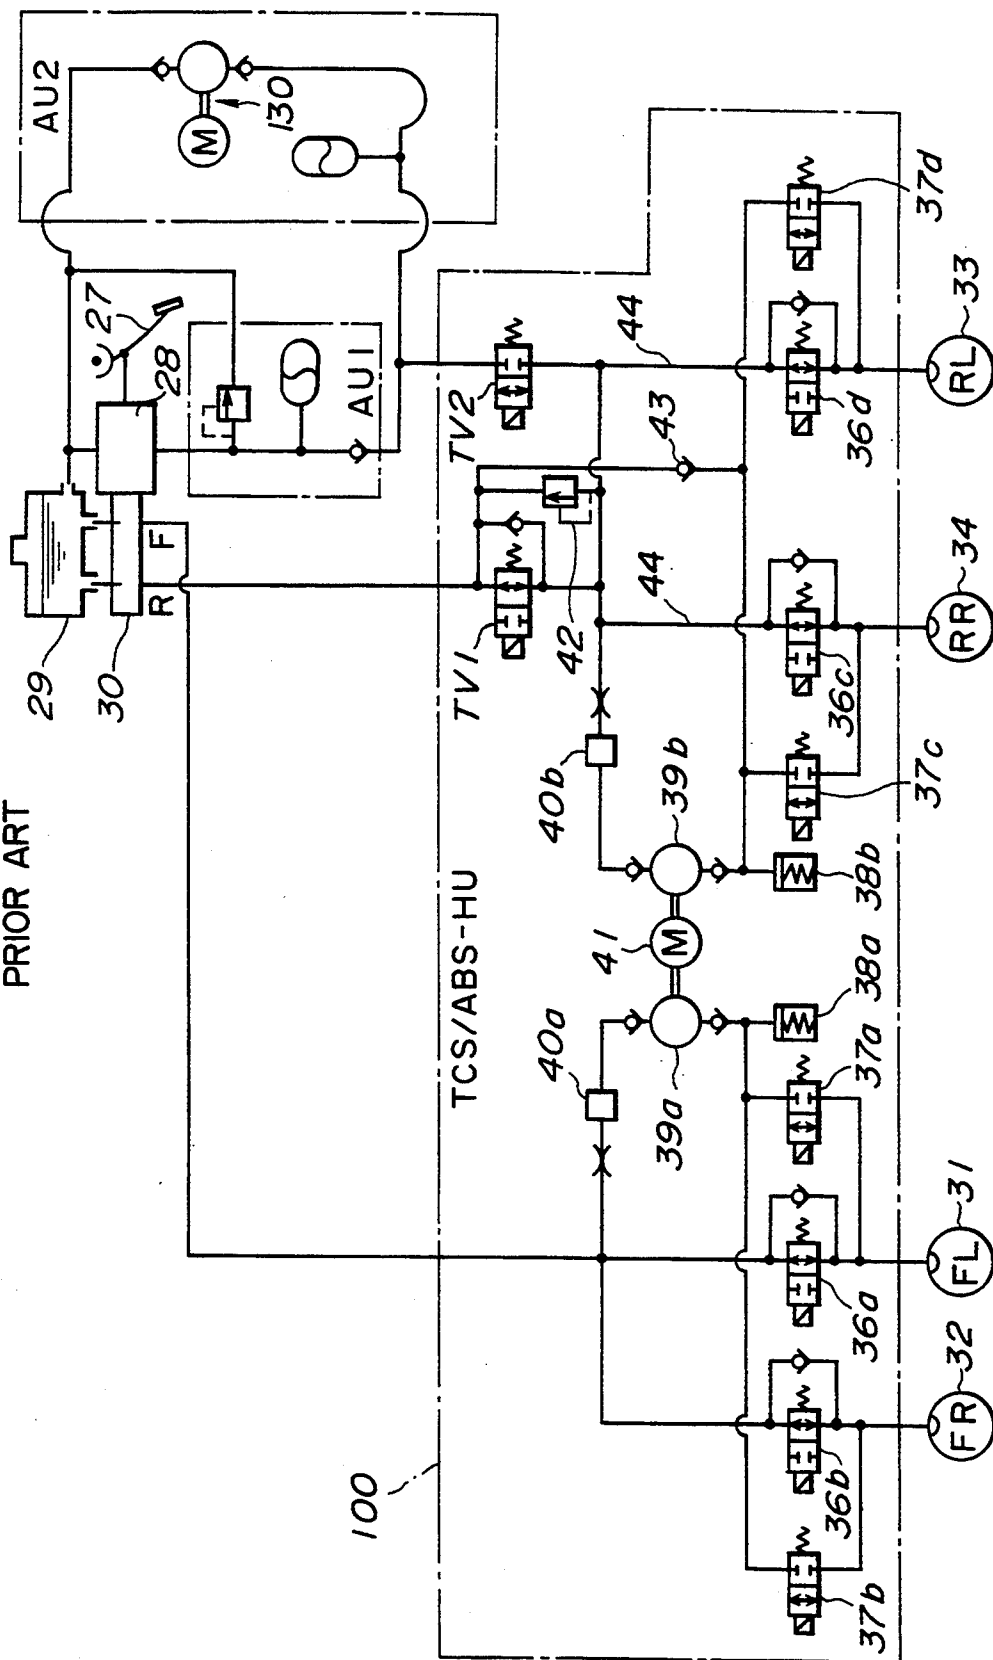 PRIOR ART
AU2
M
130
27
28
29
30
F
R
AU1
TV2
TV1
42
43
44
44
TCS/ABS-HU
100
40a
40b
39a
39b
41
M
38a
38b
37a
37b
37c
37d
36a
36b
36c
36d
FR
32
FL
31
RR
34
RL
33